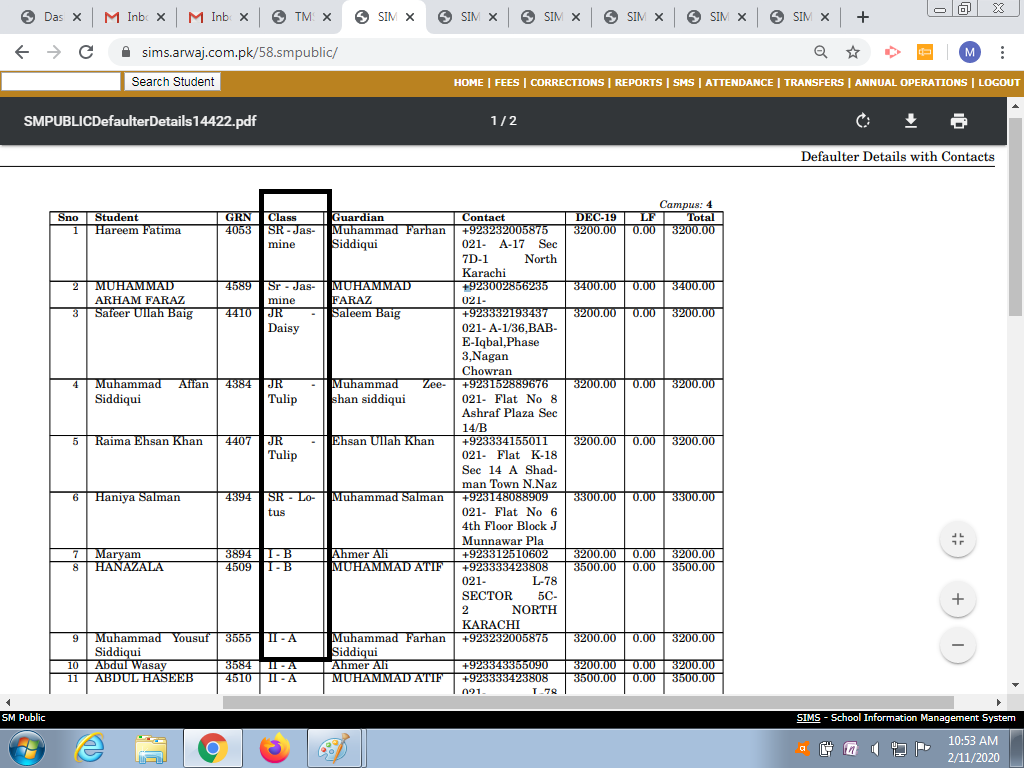 Das
Inbo
Inbo
TMS
SIM
SIM
SIM
SIM
SIM
SIM
sims.arwaj.com.pk/58.smpublic/
M
Search Student
HOME | FEES | CORRECTIONS | REPORTS | SMS | ATTENDANCE | TRANSFERS | ANNUAL OPERATIONS | LOGOUT
SMPUBLICDefaulterDetails14422.pdf 1 / 2
Defaulter Details with Contacts
Campus: 4
Sno Student GRN Class Guardian Contact DEC-19 LF Total
1 Hareem Fatima 4053 SR - Jas- Muhammad Farhan +923232005875 3200.00 0.00 3200.00
mine Siddiqui 021- A-17 Sec
7D-1 North
Karachi
2 MUHAMMAD 4589 Sr - Jas- MUHAMMAD +923002856235 3400.00 0.00 3400.00
ARHAM FARAZ mine FARAZ 021-
3 Safeer Ullah Baig 4410 JR - Saleem Baig +923332193437 3200.00 0.00 3200.00
Daisy 021- A-1/36,BAB-
E-Iqbal,Phase
3,Nagan
Chowran
4 Muhammad Affan 4384 JR - Muhammad Zee- +923152889676 3200.00 0.00 3200.00
Siddiqui Tulip shan siddiqui 021- Flat No 8
Ashraf Plaza Sec
14/B
5 Raima Ehsan Khan 4407 JR - Ehsan Ullah Khan +923334155011 3200.00 0.00 3200.00
Tulip 021- Flat K-18
Sec 14 A Shad-
man Town N.Naz
6 Haniya Salman 4394 SR - Lo- Muhammad Salman +923148088909 3300.00 0.00 3300.00
tus 021- Flat No 6
4th Floor Block J
Munnawar Pla
7 Maryam 3894 I - B Ahmer Ali +923312510602 3200.00 0.00 3200.00
8 HANAZALA 4509 I - B MUHAMMAD ATIF +923333423808 3500.00 0.00 3500.00
021- L-78
SECTOR 5C-
2 NORTH
KARACHI
9 Muhammad Yousuf 3555 II - A Muhammad Farhan +923232005875 3200.00 0.00 3200.00
Siddiqui Siddiqui
10 Abdul Wasay 3584 II - A Ahmer Ali +923343355090 3200.00 0.00 3200.00
11 ABDUL HASEEB 4510 II - A MUHAMMAD ATIF +923333423808 3500.00 0.00 3500.00
021- L-78
SM Public SIMS - School Information Management System
10:53 AM
2/11/2020